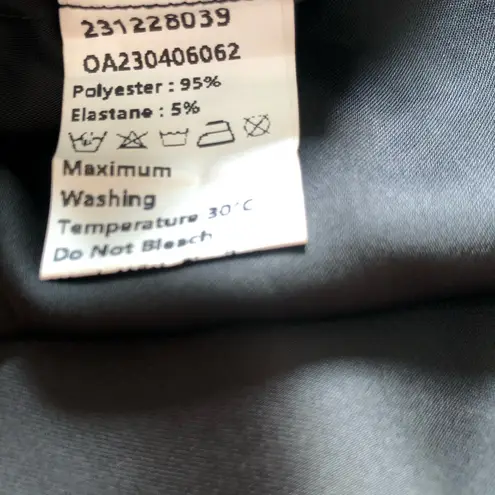 231228039
OA230406062
Polyester : 95%
Elastane : 5%
Maximum
Washing
Temperature 30°C
Do Not Bleach